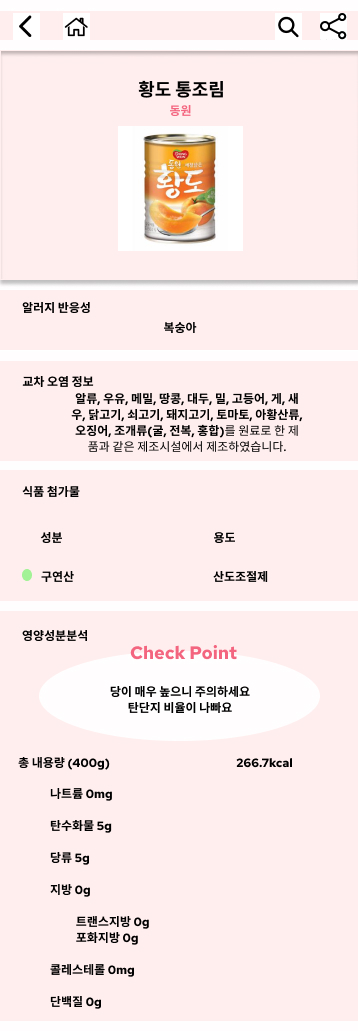 황도 통조림
동원
황도
알러지 반응성
복숭아
교차 오염 정보
알류, 우유, 메밀, 땅콩, 대두, 밀, 고등어, 게, 새
우, 닭고기, 쇠고기, 돼지고기, 토마토, 아황산류,
오징어, 조개류(굴, 전복, 홍합)를 원료로 한 제
품과 같은 제조시설에서 제조하였습니다.
식품 첨가물
성분 용도
구연산 산도조절제
영양성분분석
Check Point
당이 매우 높으니 주의하세요
탄단지 비율이 나빠요
총 내용량 (400g) 266.7kcal
나트륨 0mg
탄수화물 5g
당류 5g
지방 0g
트랜스지방 0g
포화지방 0g
콜레스테롤 0mg
단백질 0g